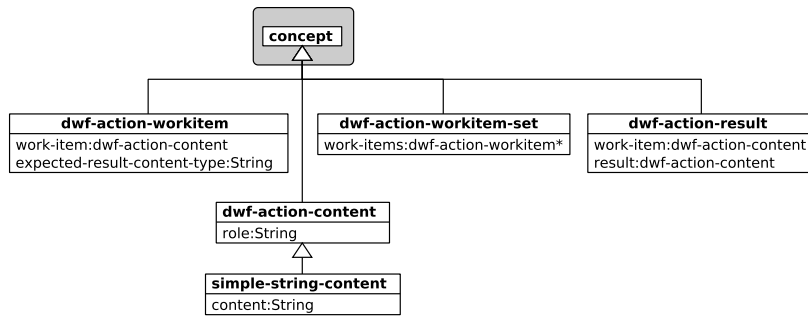 concept
dwf-action-workitem
work-item:dwf-action-content
expected-result-content-type:String
dwf-action-workitem-set
work-items:dwf-action-workitem*
dwf-action-result
work-item:dwf-action-content
result:dwf-action-content
dwf-action-content
role:String
simple-string-content
content:String